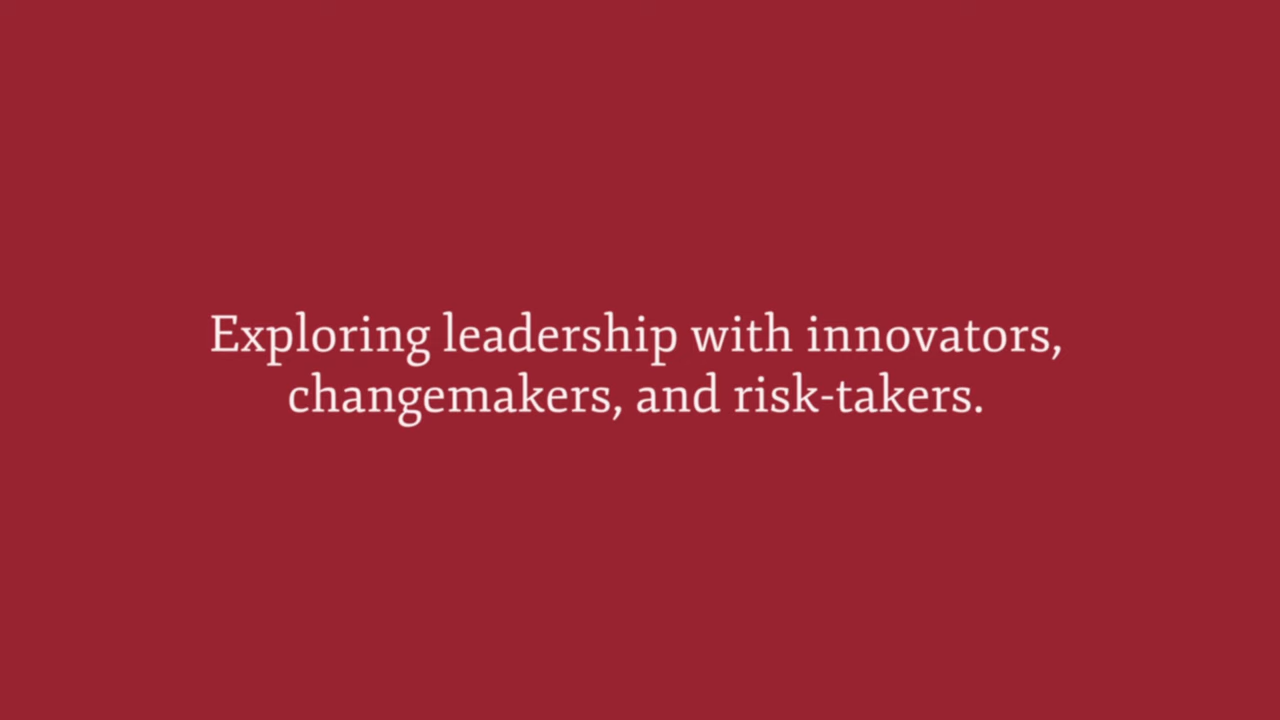 Exploring leadership with innovators,
changemakers, and risk-takers.